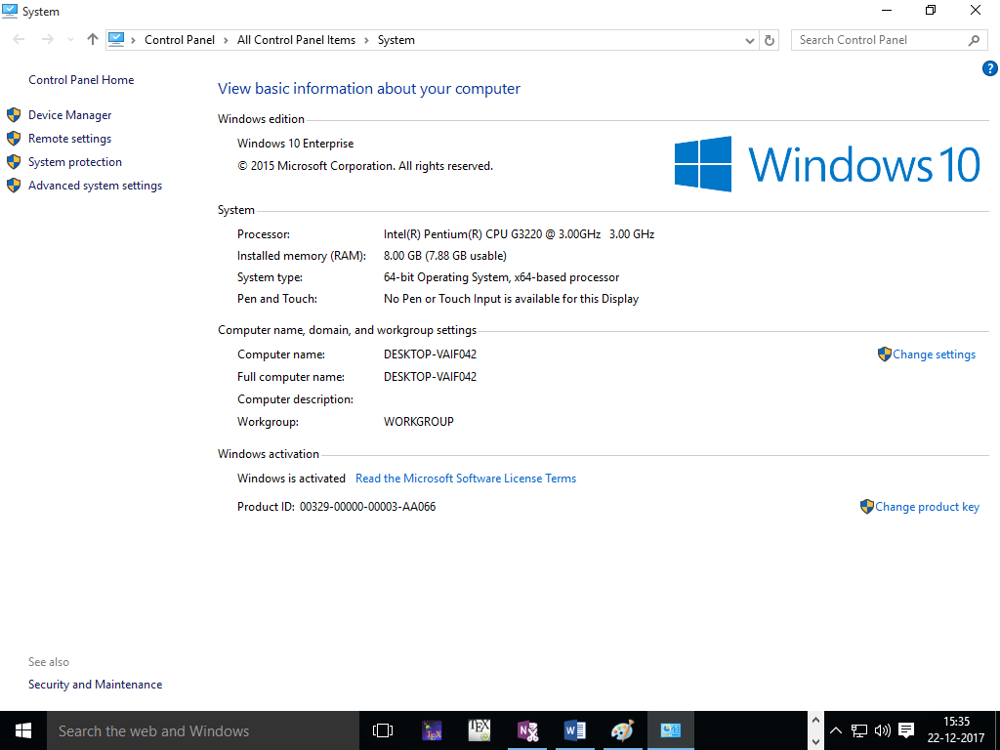 System
Control Panel > All Control Panel Items > System
Search Control Panel
?
Control Panel Home
Device Manager
Remote settings
System protection
Advanced system settings
View basic information about your computer
Windows edition
Windows 10 Enterprise
© 2015 Microsoft Corporation. All rights reserved.
Windows 10
System
Processor: Intel(R) Pentium(R) CPU G3220 @ 3.00GHz 3.00 GHz
Installed memory (RAM): 8.00 GB (7.88 GB usable)
System type: 64-bit Operating System, x64-based processor
Pen and Touch: No Pen or Touch Input is available for this Display
Computer name, domain, and workgroup settings
Computer name: DESKTOP-VAIF042
Change settings
Full computer name: DESKTOP-VAIF042
Computer description:
Workgroup: WORKGROUP
Windows activation
Windows is activated Read the Microsoft Software License Terms
Product ID: 00329-00000-00003-AA066
Change product key
See also
Security and Maintenance
Search the web and Windows
TEX
TEX
N
W
15:35
22-12-2017